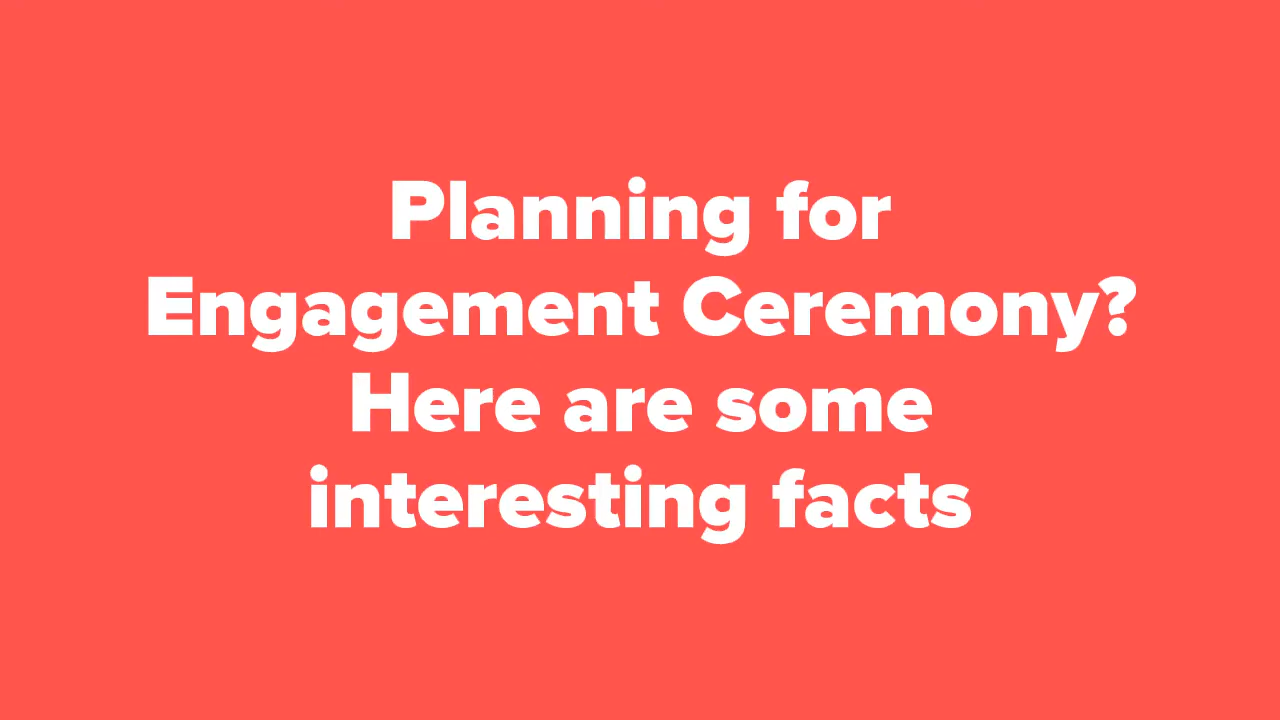 Planning for
Engagement Ceremony?
Here are some
interesting facts